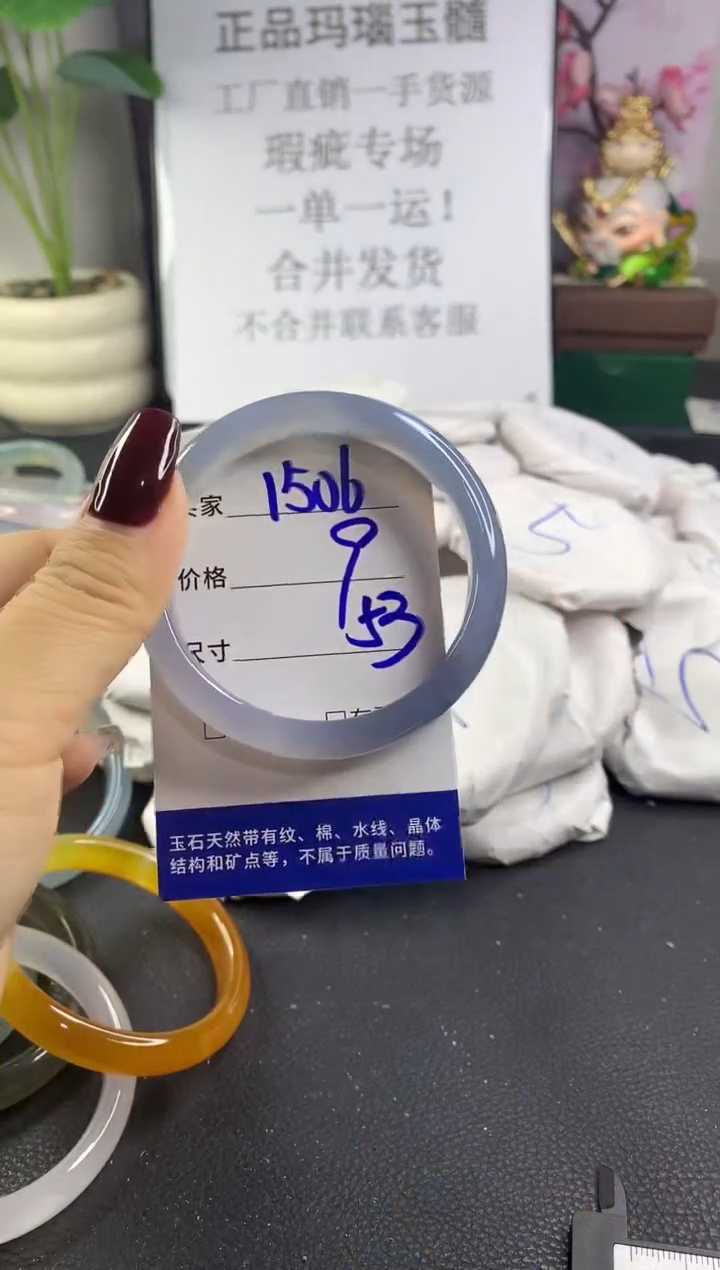 正品玛瑙玉髓
工厂直销一手货源
瑕疵专场
一单一运！
合并发货
不合并联系客服
家 1506
价格 9
尺寸 53
玉石天然带有纹、棉、水线、晶体
结构和矿点等，不属于质量问题。
5